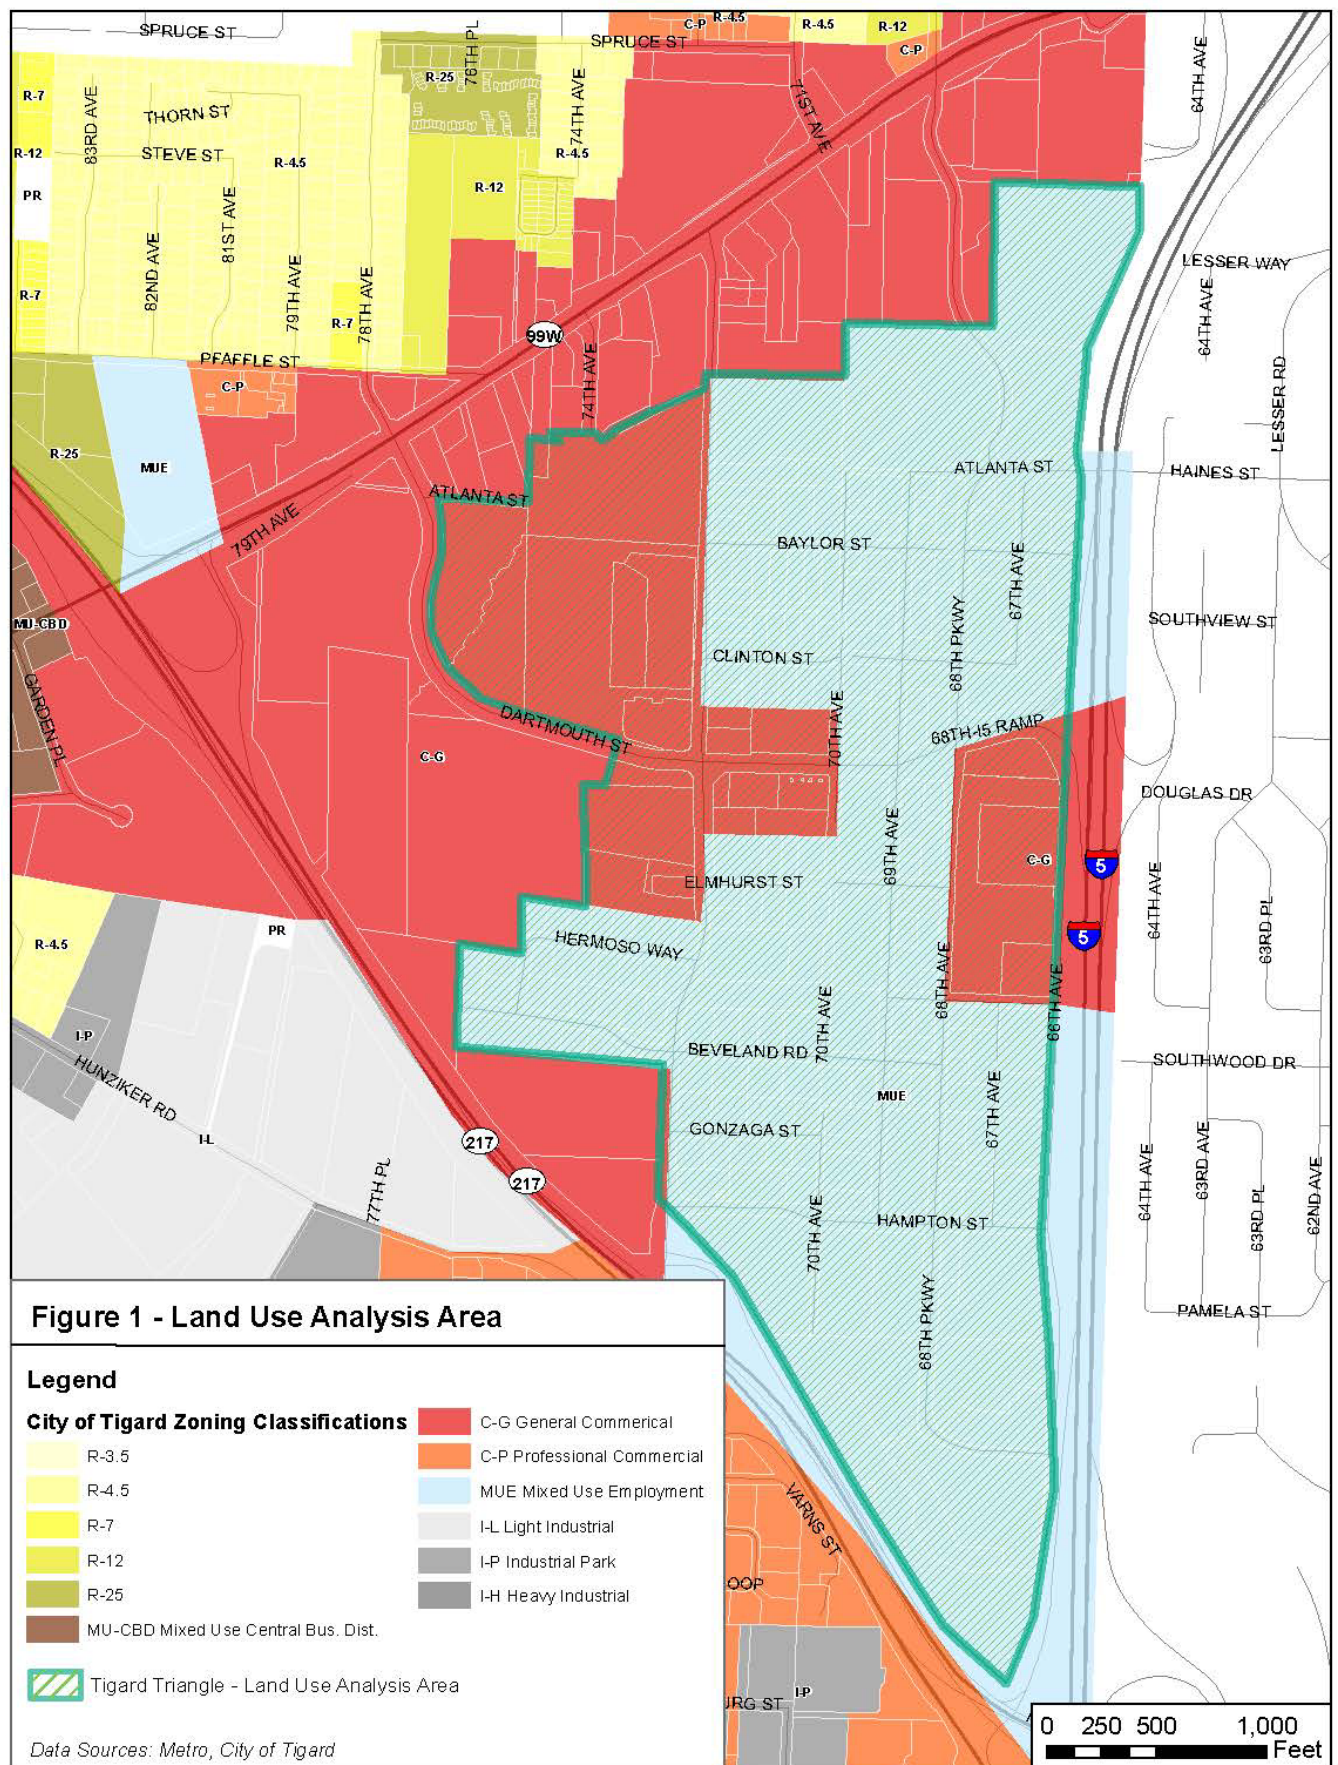 SPRUCE ST
78TH PL
SPRUCE ST
C-P
R-4.5
R-4.5
R-12
C-P
64TH AVE
R-7
83RD AVE
THORN ST
R-25
74TH AVE
71ST AVE
R-12
STEVE ST
R-4.5
R-4.5
PR
R-12
81ST AVE
82ND AVE
79TH AVE
78TH AVE
R-7
R-7
LESSER WAY
64TH AVE
99W
PFAFFLE ST
C-P
74TH AVE
LESSER RD
R-25
MUE
ATLANTA ST
ATLANTA ST
HAINES ST
79TH AVE
BAYLOR ST
67TH AVE
MU-CBD
68TH PKWY
SOUTHVIEW ST
CLINTON ST
GARDEN PL
DARTMOUTH ST
70TH AVE
68TH-I5 RAMP
C-G
DOUGLAS DR
69TH AVE
C-G
5
ELMHURST ST
64TH AVE
63RD PL
5
R-4.5
PR
HERMOSO WAY
68TH AVE
66TH AVE
70TH AVE
I-P
HUNZIKER RD
BEVELAND RD
SOUTHWOOD DR
MUE
67TH AVE
I-L
217
GONZAGA ST
217
77TH PL
64TH AVE
63RD AVE
63RD PL
62ND AVE
70TH AVE
HAMPTON ST
68TH PKWY
PAMELA ST
Figure 1 - Land Use Analysis Area
Legend
City of Tigard Zoning Classifications
R-3.5
R-4.5
R-7
R-12
R-25
MU-CBD Mixed Use Central Bus. Dist.
C-G General Commerical
C-P Professional Commercial
MUE Mixed Use Employment
I-L Light Industrial
I-P Industrial Park
I-H Heavy Industrial
Tigard Triangle - Land Use Analysis Area
Data Sources: Metro, City of Tigard
VARNS ST
OOP
I-P
URG ST
0 250 500 1,000
Feet